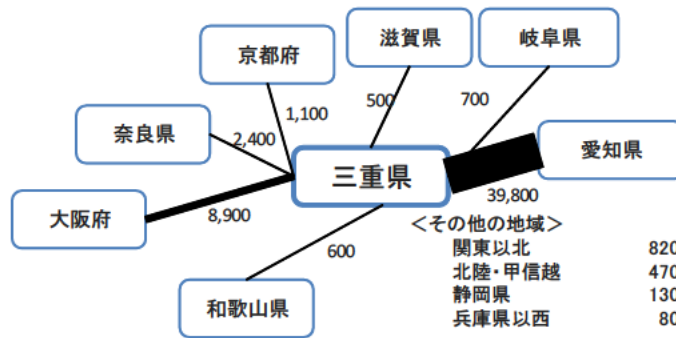 滋賀県
岐阜県
京都府
500
700
1,100
奈良県
2,400
愛知県
三重県
大阪府
8,900
39,800
＜その他の地域＞
600
関東以北 820
北陸・甲信越 470
静岡県 130
兵庫県以西 80
和歌山県